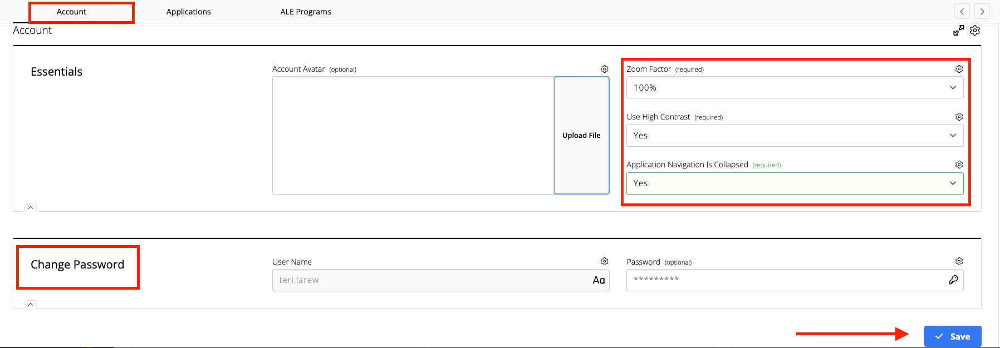 Account Applications ALE Programs
Account
Essentials
Account Avatar (optional)
Upload File
Zoom Factor (required)
100%
Use High Contrast (required)
Yes
Application Navigation Is Collapsed (required)
Yes
Change Password
User Name
teri.larew
Aa
Password (optional)
*********
Save